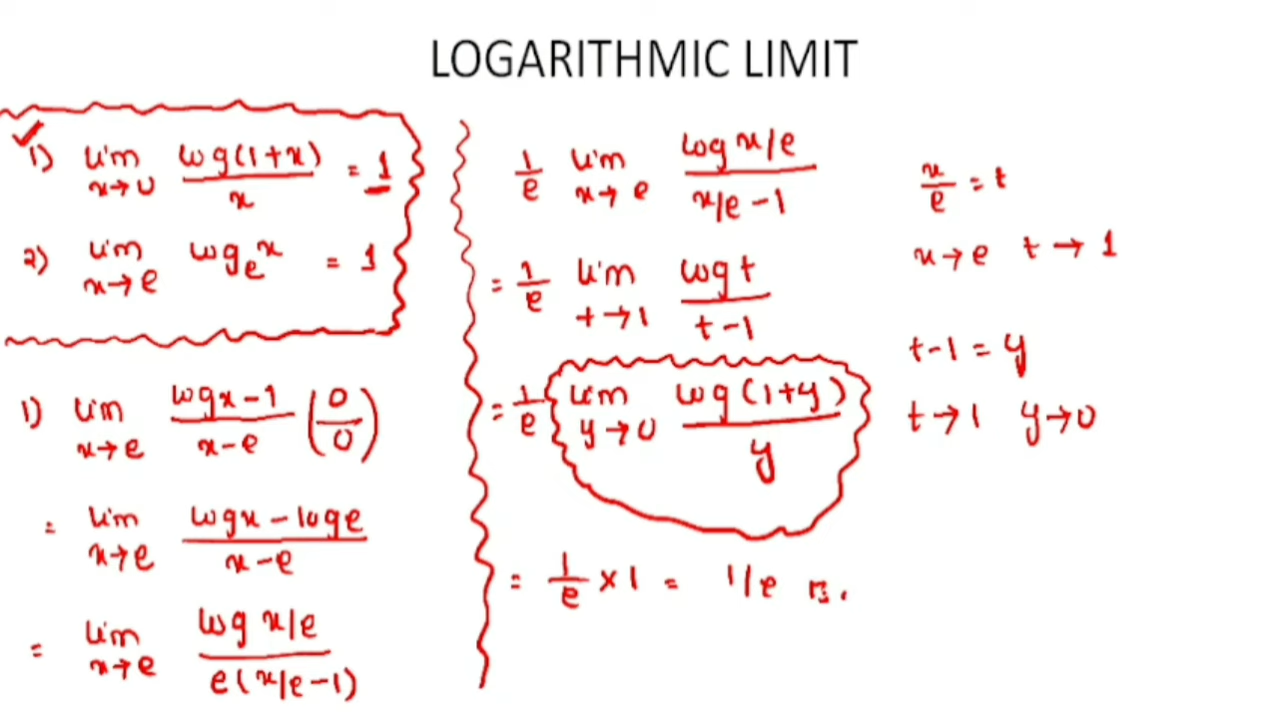 LOGARITHMIC LIMIT
1) lim x→0 log(1+x)/x = 1
2) lim x→e log_e x = 1
1) lim x→e (log x - 1)/(x - e) (0/0)
= lim x→e (log x - log e)/(x - e)
= lim x→e (log x/e)/(e(x/e - 1))
1/e lim x→e (log x/e)/(x/e - 1)
= 1/e lim t→1 (log t)/(t - 1)
= 1/e lim y→0 log(1+y)/y
= 1/e × 1 = 1/e
x/e = t
x→e t→1
t-1 = y
t→1 y→0